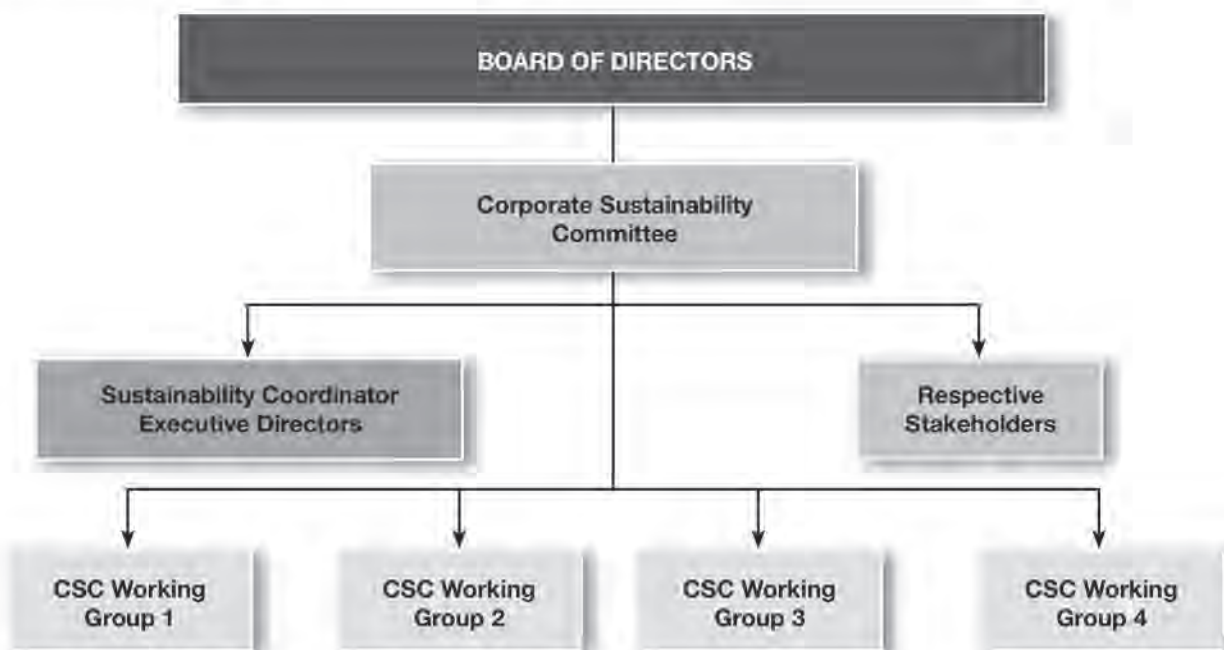 BOARD OF DIRECTORS
Corporate Sustainability
Committee
Sustainability Coordinator
Executive Directors
Respective
Stakeholders
CSC Working
Group 1
CSC Working
Group 2
CSC Working
Group 3
CSC Working
Group 4